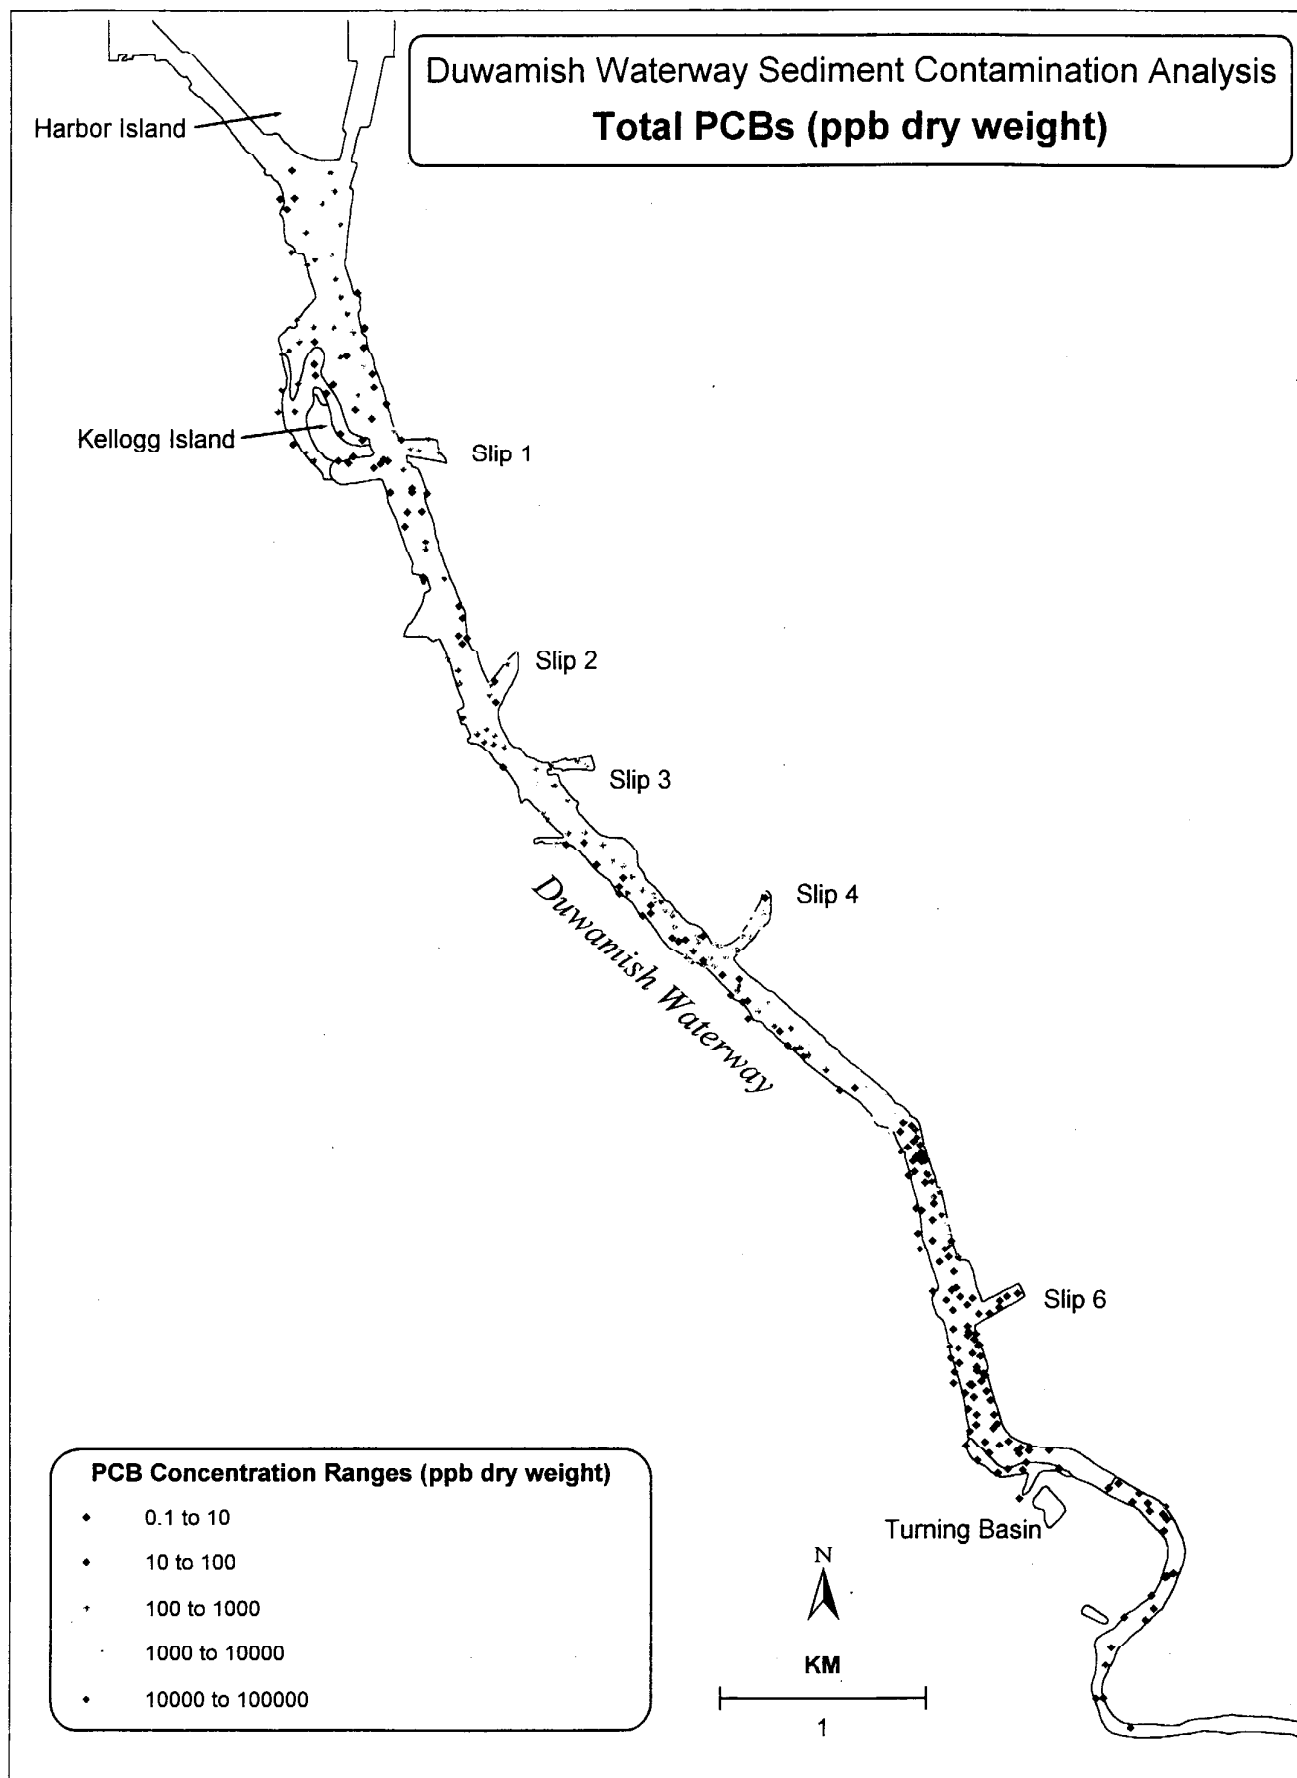 Duwamish Waterway Sediment Contamination Analysis
Total PCBs (ppb dry weight)
Harbor Island
Kellogg Island
Slip 1
Slip 2
Slip 3
Slip 4
Duwamish Waterway
Slip 6
Turning Basin
PCB Concentration Ranges (ppb dry weight)
0.1 to 10
10 to 100
100 to 1000
1000 to 10000
10000 to 100000
N
KM
1